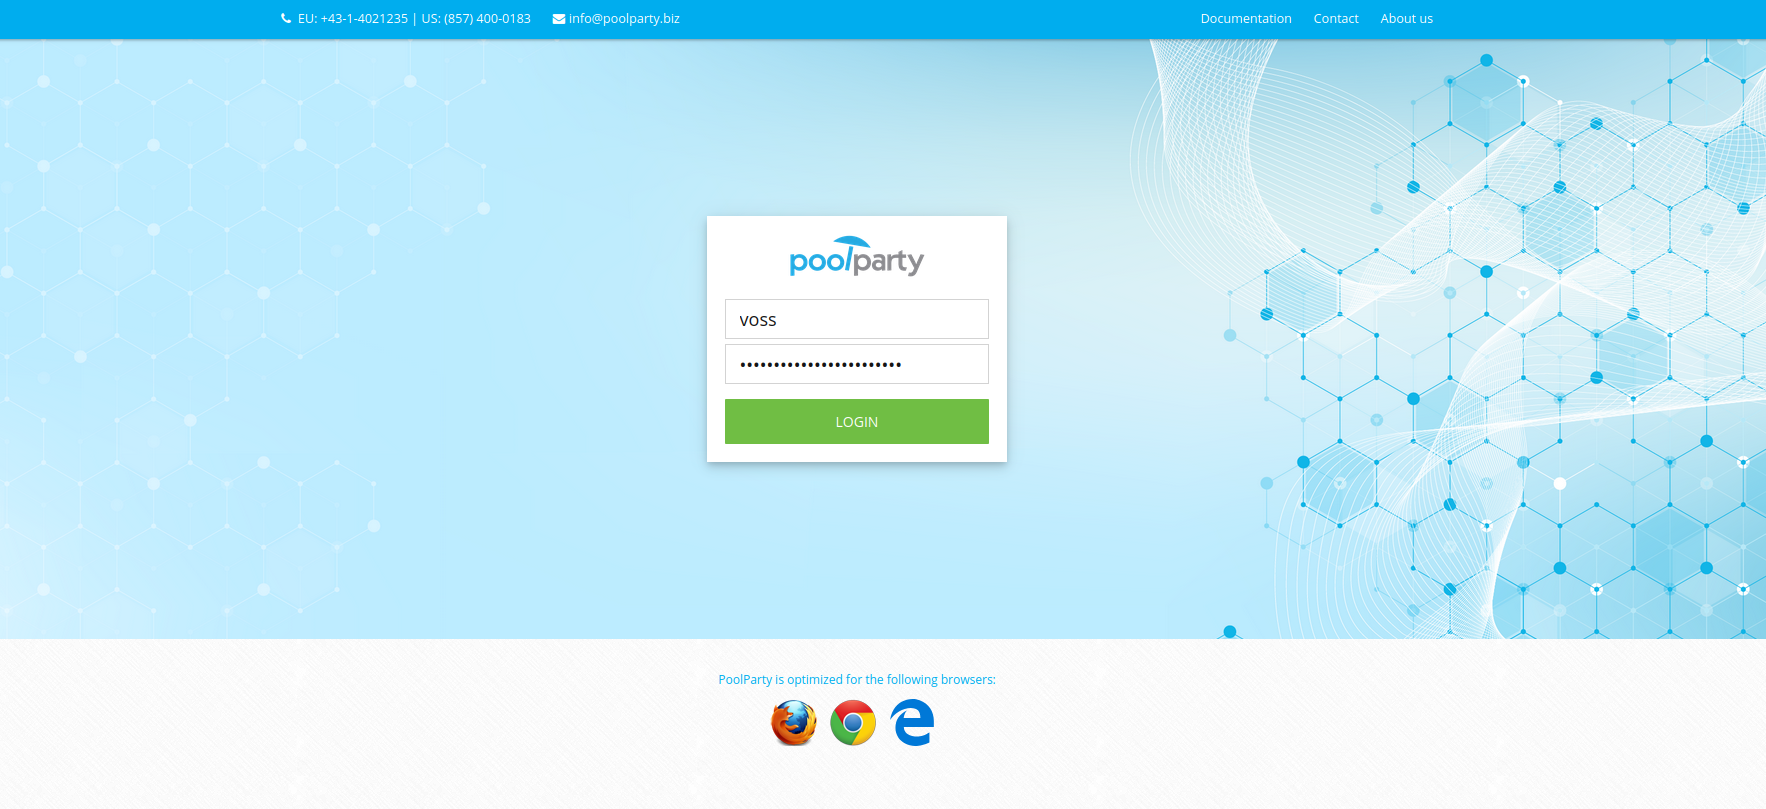 EU: +43-1-4021235 | US: (857) 400-0183 info@poolparty.biz Documentation Contact About us
poolparty
voss
••••••••••••••••••••••••
LOGIN
PoolParty is optimized for the following browsers: